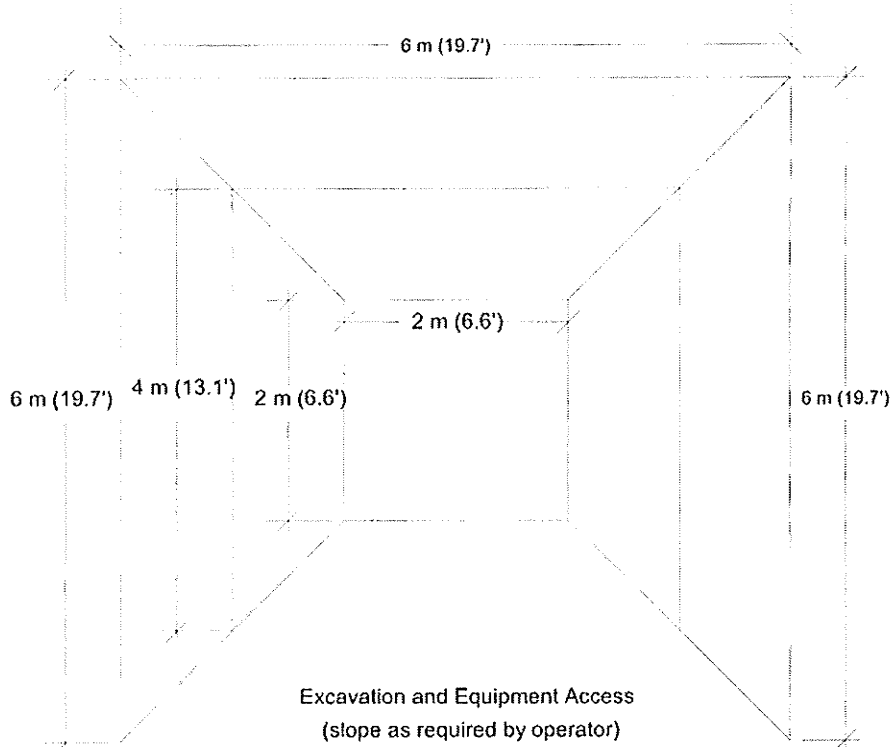 6 m (19.7')
2 m (6.6')
6 m (19.7')
4 m (13.1')
2 m (6.6')
6 m (19.7')
Excavation and Equipment Access
(slope as required by operator)